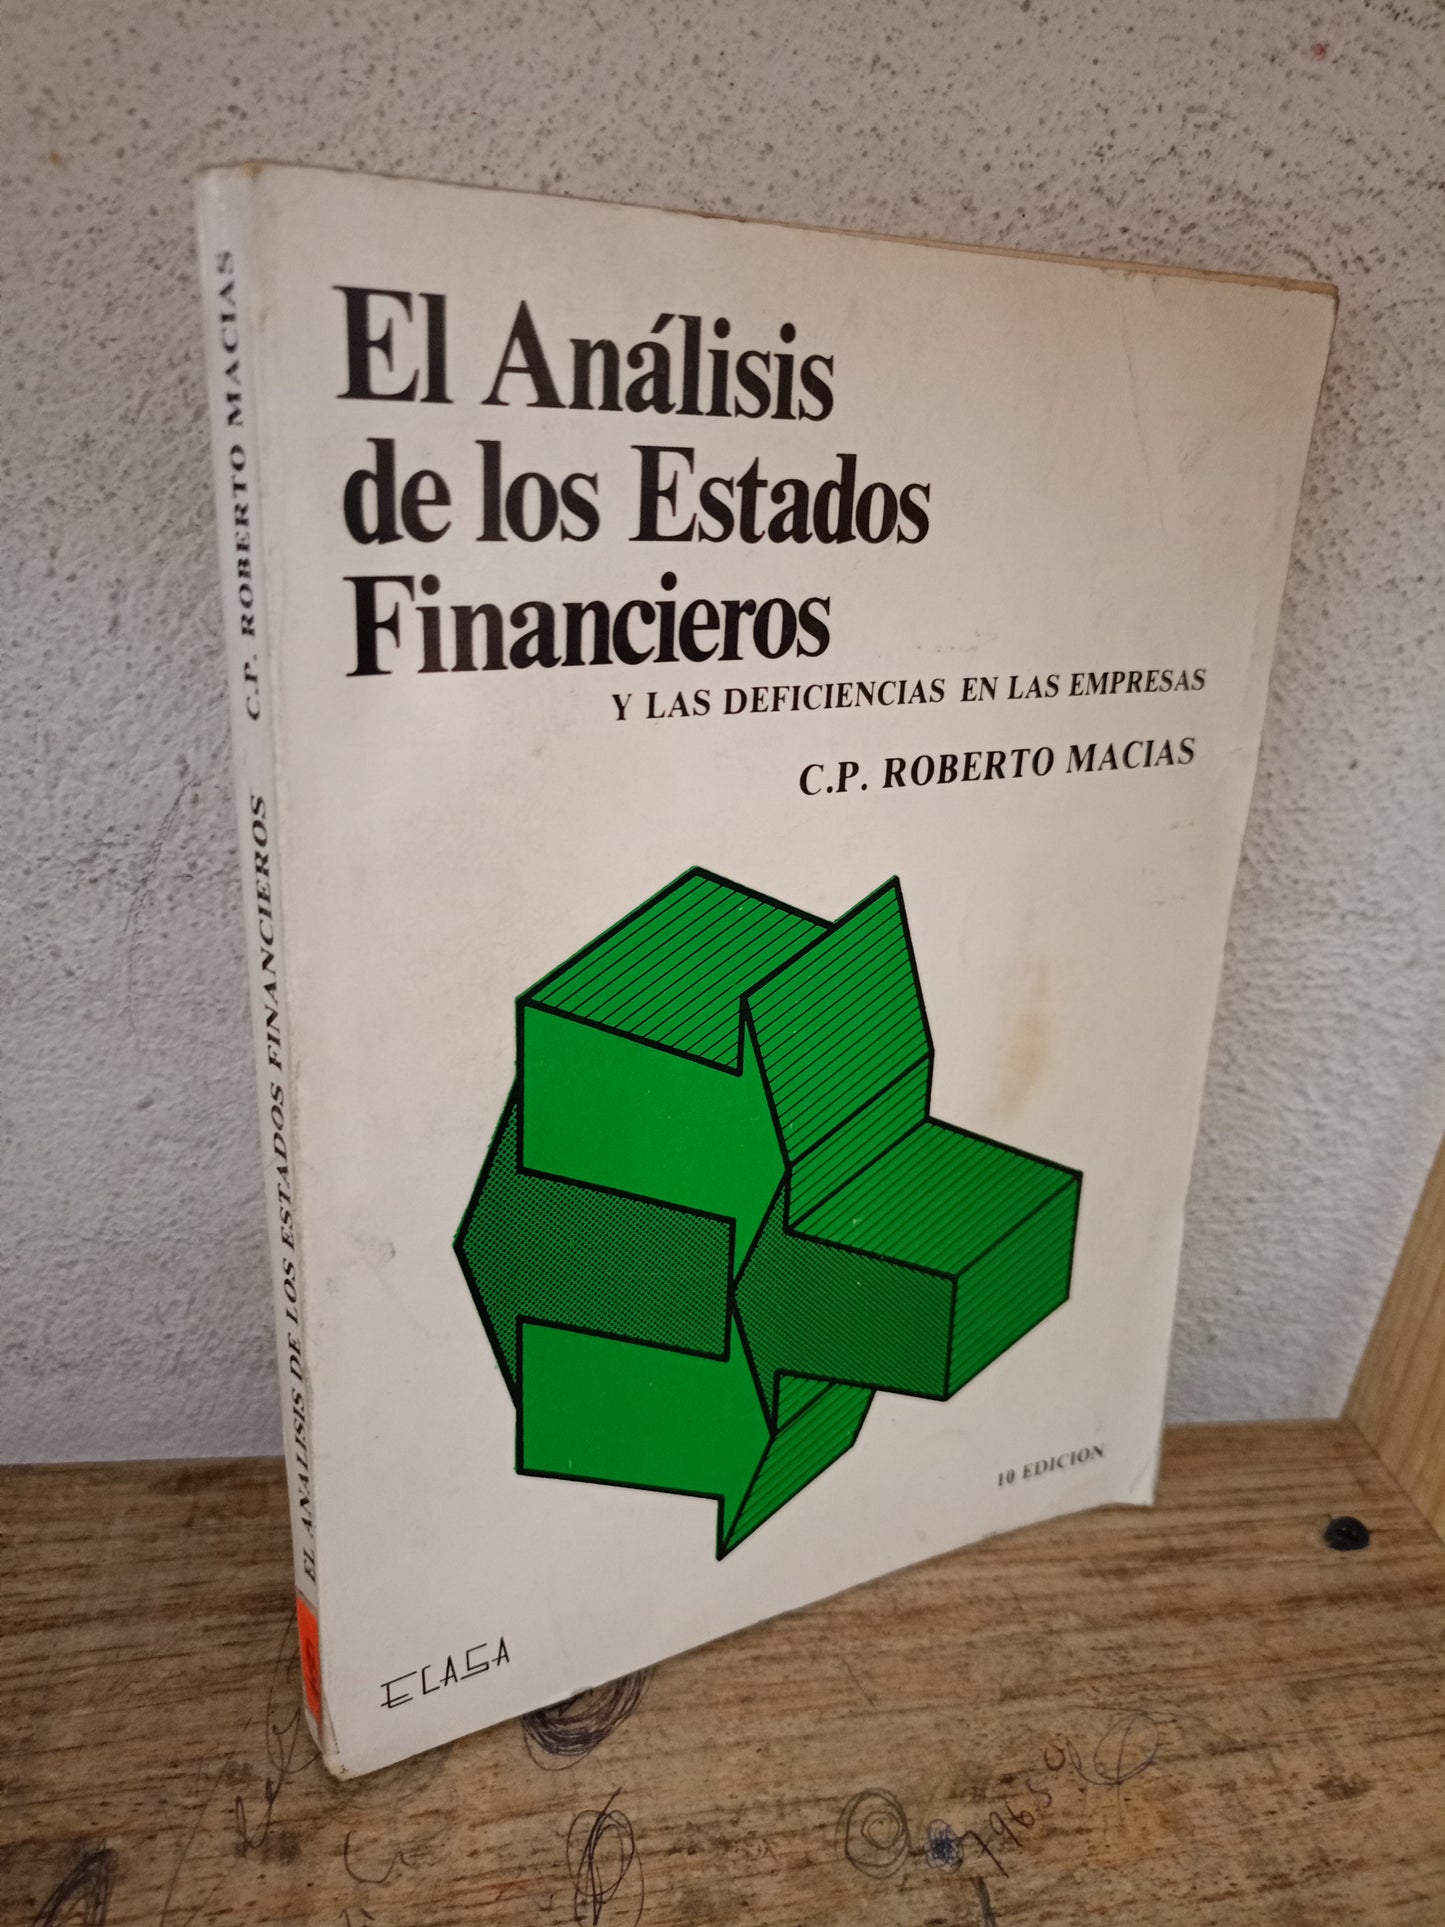 El Análisis
de los Estados
Financieros
Y LAS DEFICIENCIAS EN LAS EMPRESAS
C.P. ROBERTO MACIAS
10 EDICION
ECASA
EL ANALISIS DE LOS ESTADOS FINANCIEROS C.P. ROBERTO MACIAS